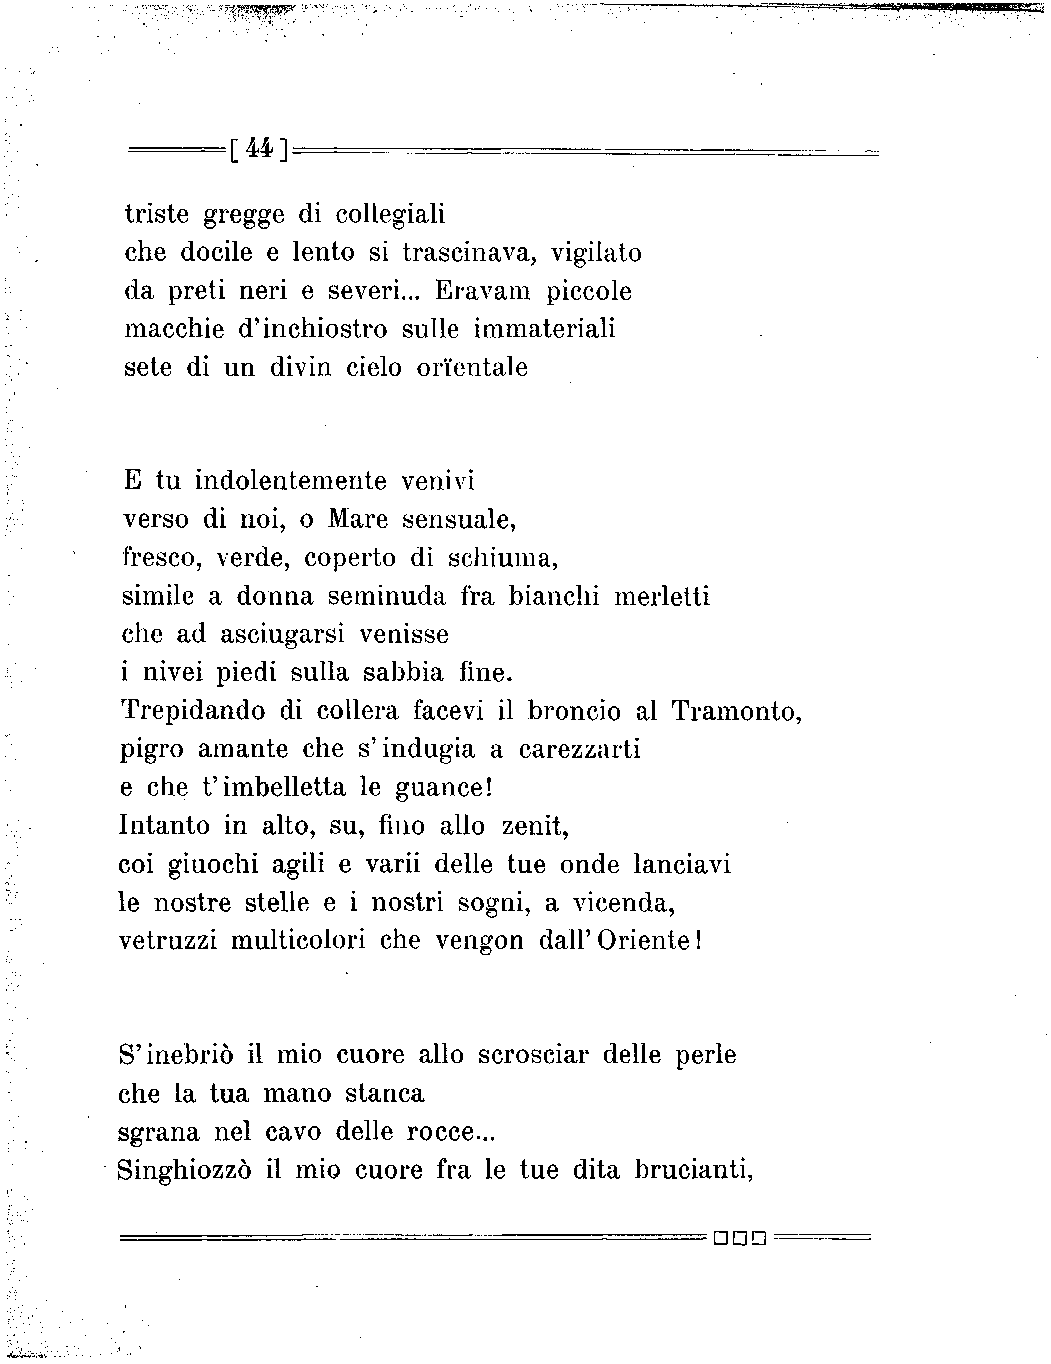 [ 44 ]
triste gregge di collegiali
che docile e lento si trascinava, vigilato
da preti neri e severi... Eravam piccole
macchie d'inchiostro sulle immateriali
sete di un divin cielo orïentale
E tu indolentemente venivi
verso di noi, o Mare sensuale,
fresco, verde, coperto di schiuma,
simile a donna seminuda fra bianchi merletti
che ad asciugarsi venisse
i nivei piedi sulla sabbia fine.
Trepidando di collera facevi il broncio al Tramonto,
pigro amante che s'indugia a carezzarti
e che t'imbelletta le guance!
Intanto in alto, su, fino allo zenit,
coi giuochi agili e varii delle tue onde lanciavi
le nostre stelle e i nostri sogni, a vicenda,
vetruzzi multicolori che vengon dall'Oriente!
S'inebriò il mio cuore allo scrosciar delle perle
che la tua mano stanca
sgrana nel cavo delle rocce...
Singhiozzò il mio cuore fra le tue dita brucianti,